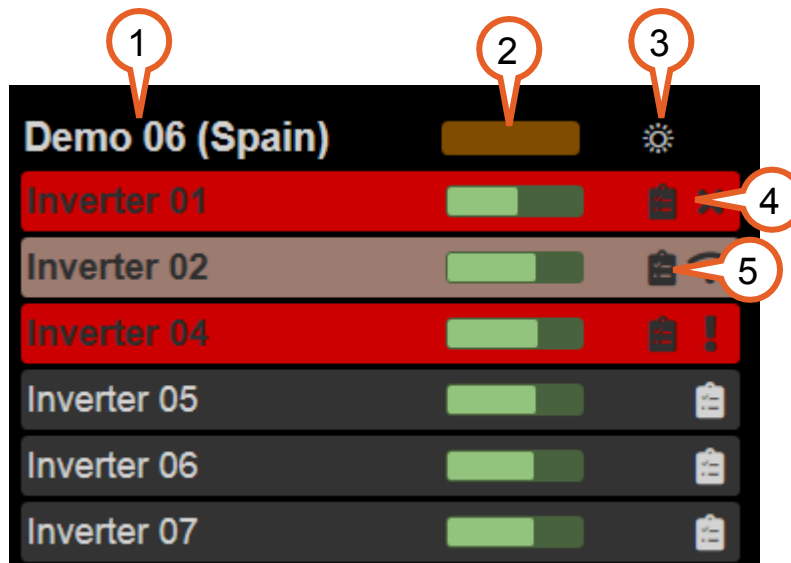 1 2 3
Demo 06 (Spain)
Inverter 01
4
Inverter 02
5
Inverter 04
Inverter 05
Inverter 06
Inverter 07